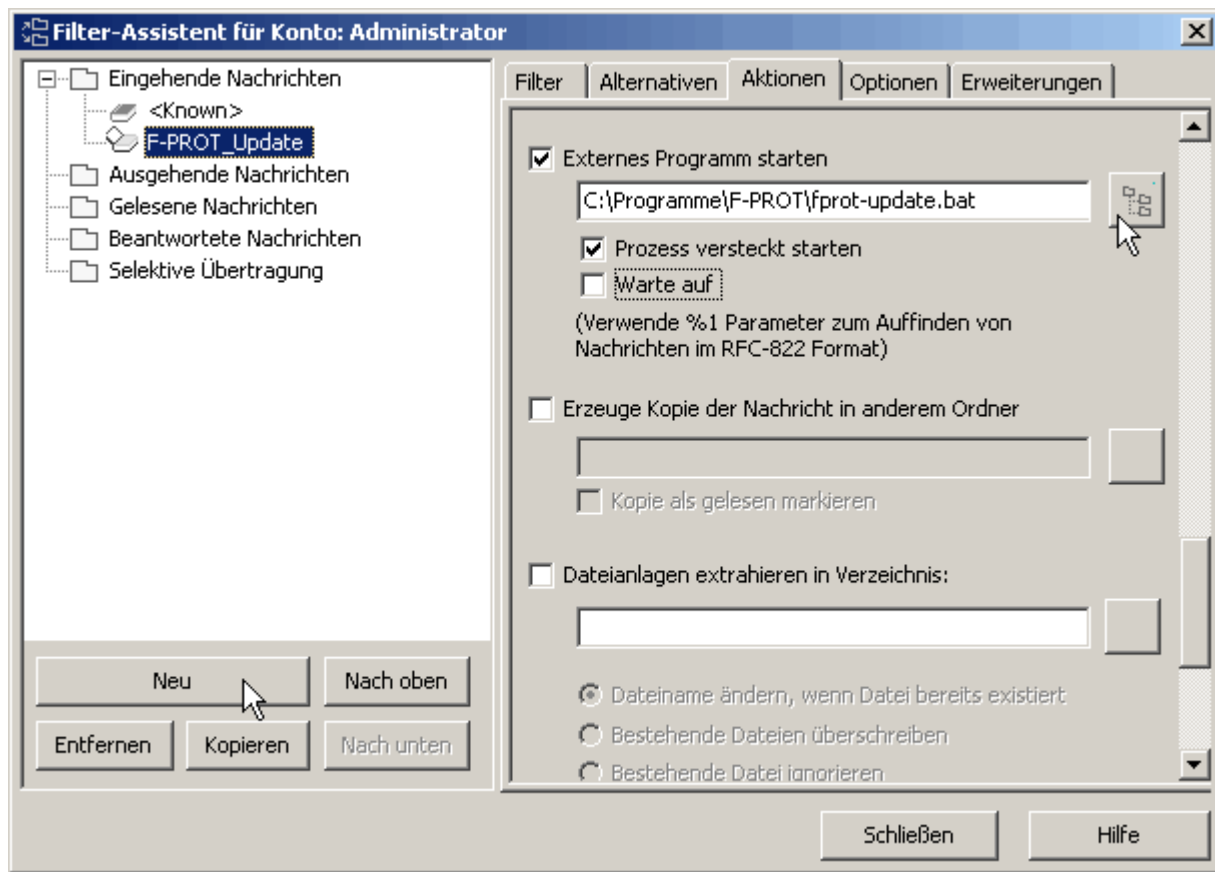 Filter-Assistent für Konto: Administrator
Eingehende Nachrichten
<Known>
F-PROT_Update
Ausgehende Nachrichten
Gelesene Nachrichten
Beantwortete Nachrichten
Selektive Übertragung
Neu
Nach oben
Entfernen
Kopieren
Nach unten
Filter
Alternativen
Aktionen
Optionen
Erweiterungen
Externes Programm starten
C:\Programme\F-PROT\fprot-update.bat
Prozess versteckt starten
Warte auf
(Verwende %1 Parameter zum Auffinden von
Nachrichten im RFC-822 Format)
Erzeuge Kopie der Nachricht in anderem Ordner
Kopie als gelesen markieren
Dateianlagen extrahieren in Verzeichnis:
Dateiname ändern, wenn Datei bereits existiert
Bestehende Dateien überschreiben
Bestehende Datei ignorieren
Schließen
Hilfe